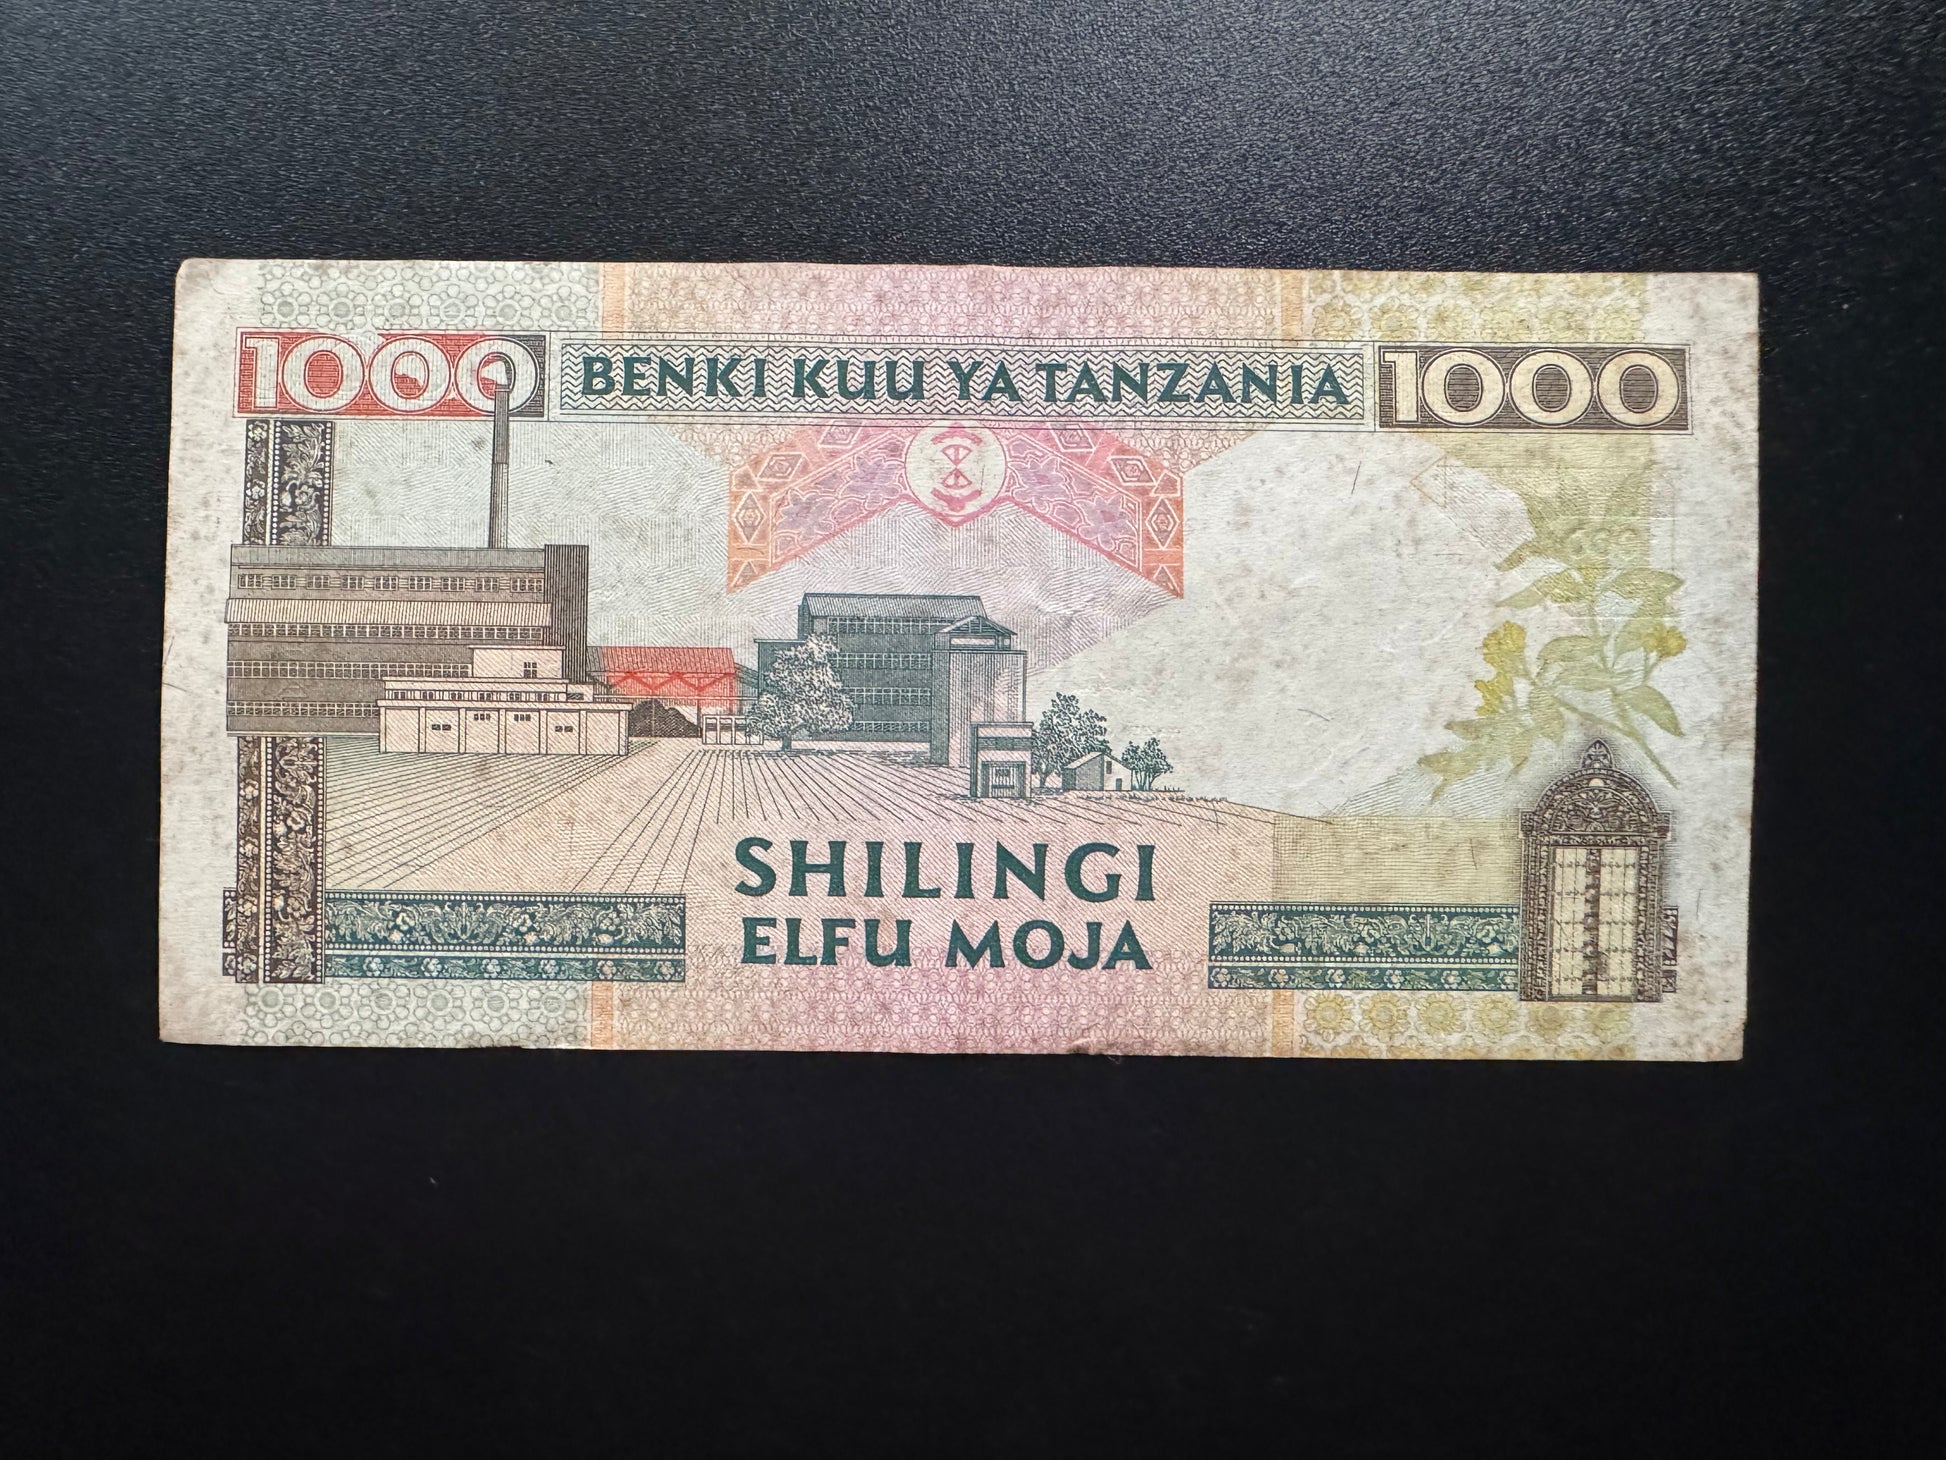 1000 BENKI KUU YA TANZANIA 1000
SHILINGI
ELFU MOJA